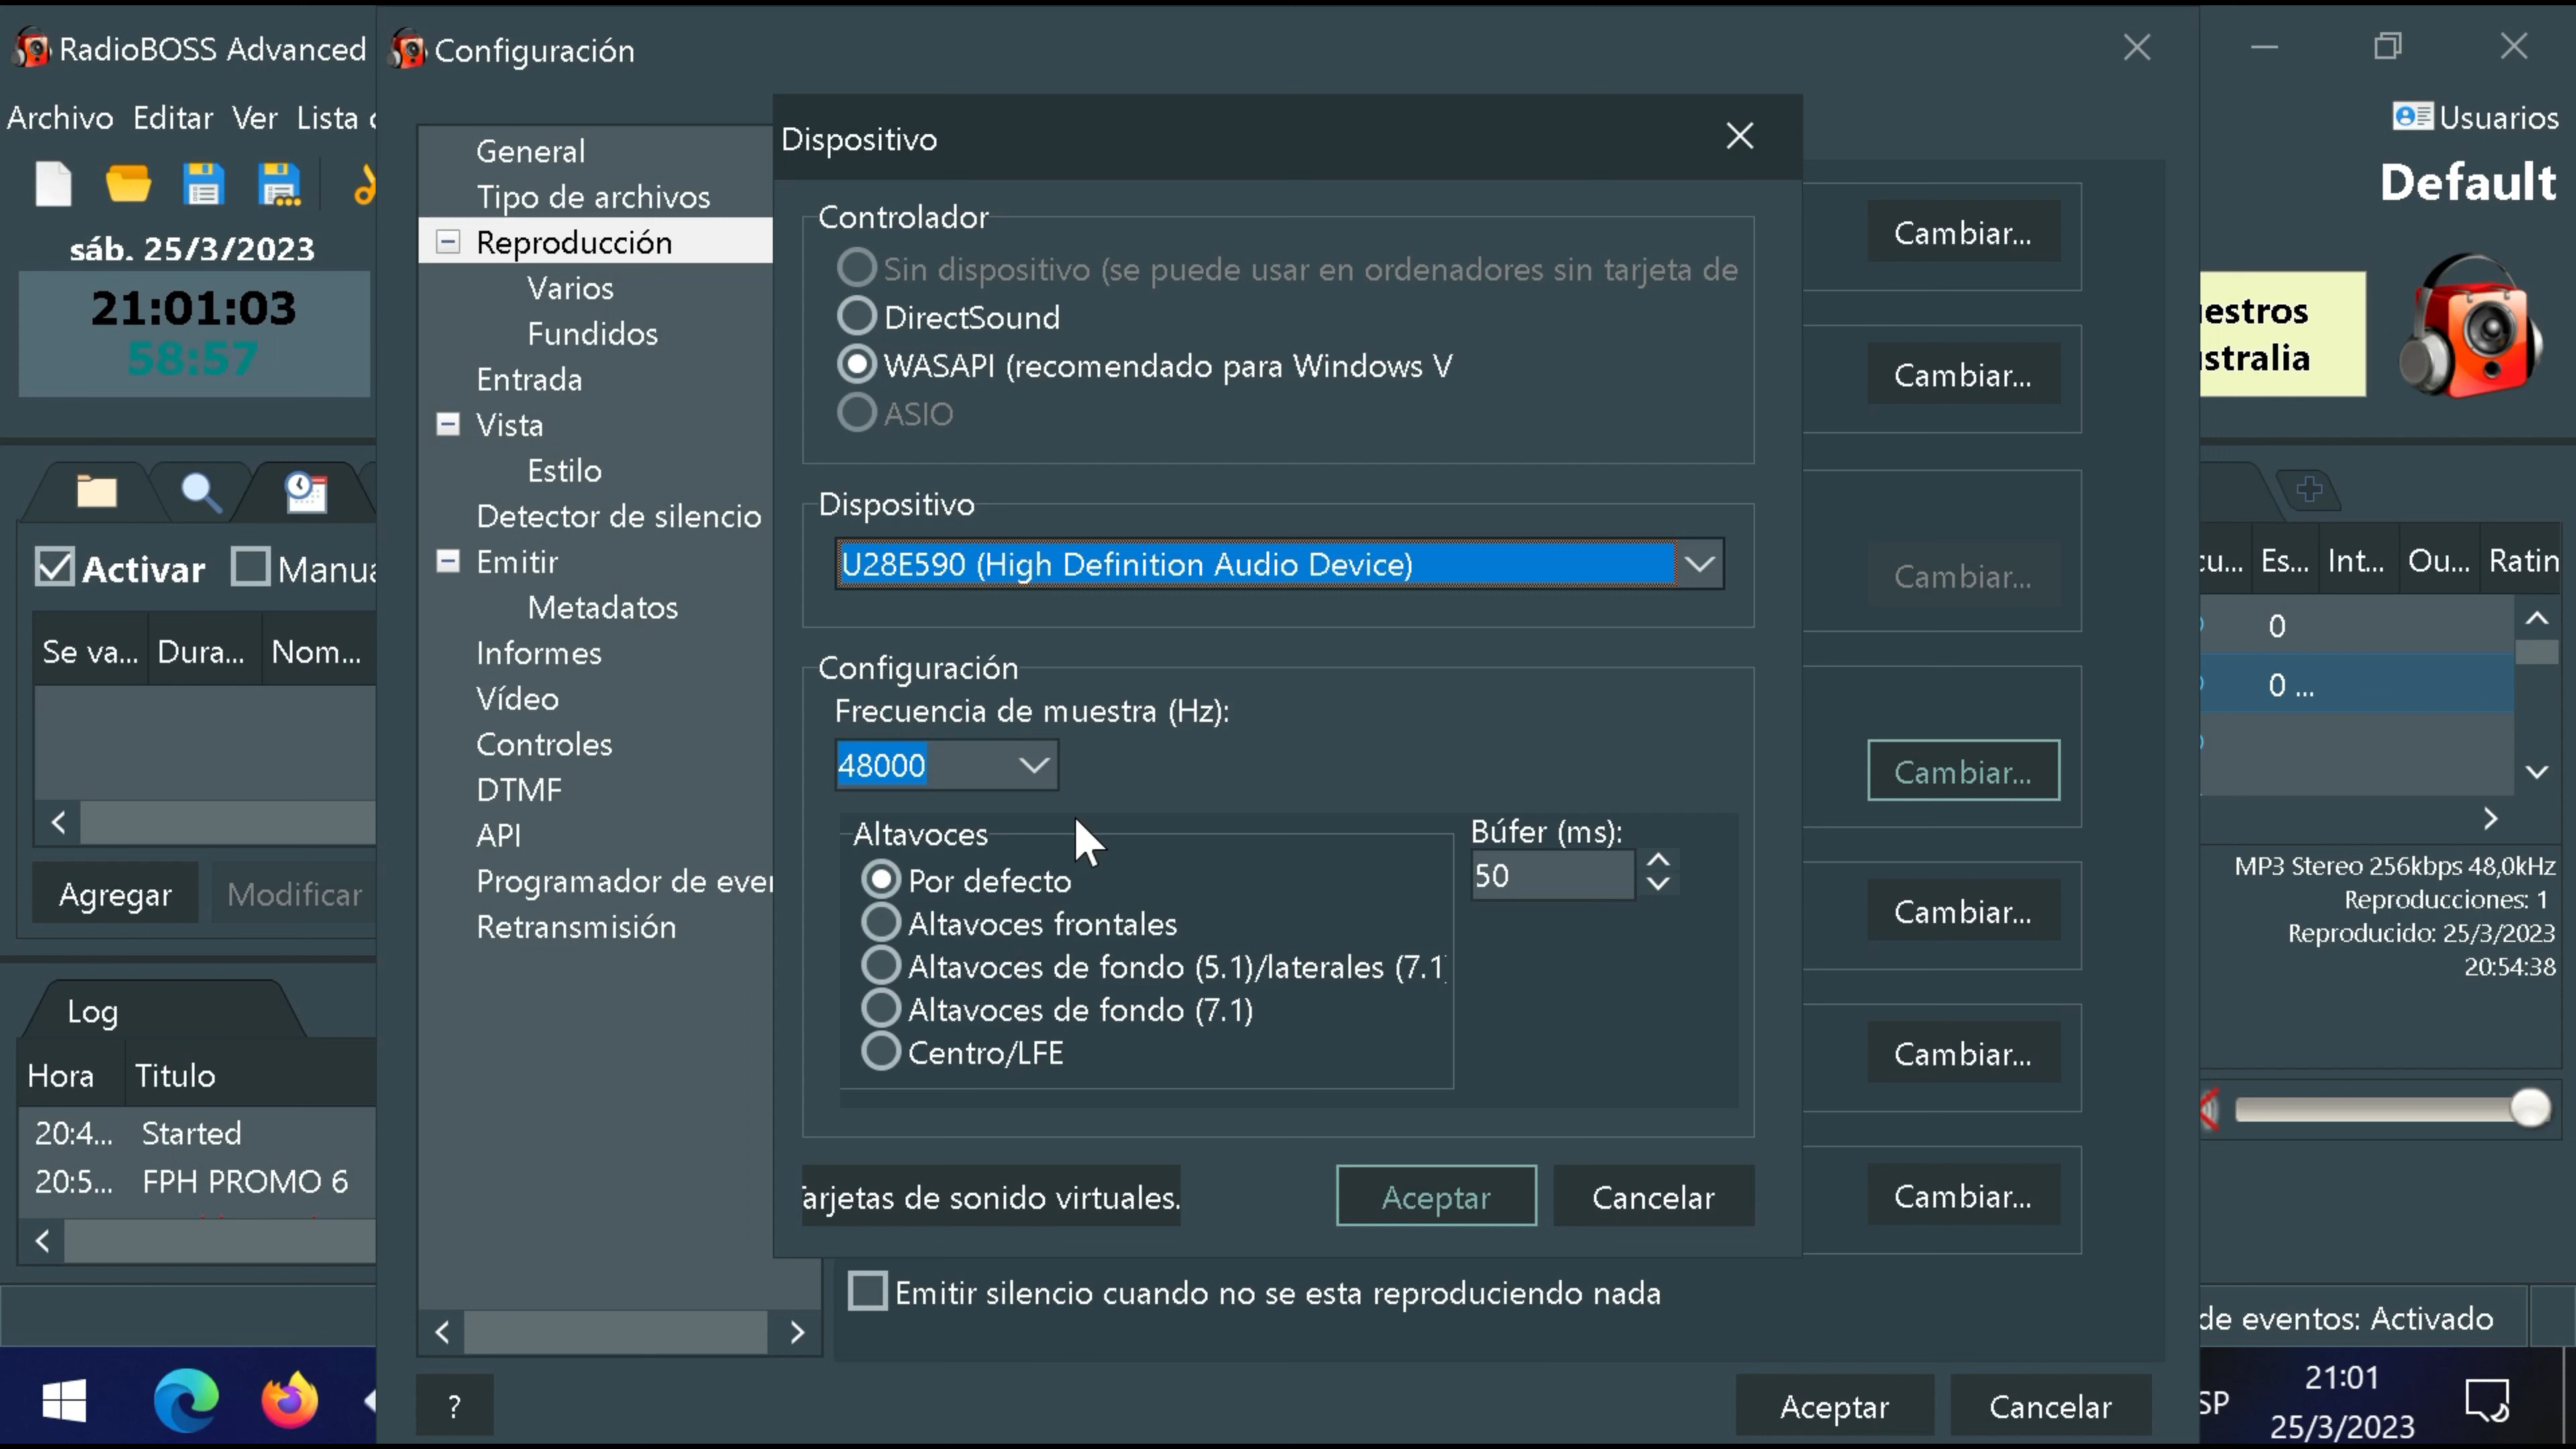 RadioBOSS Advanced
Configuración
Archivo Editar Ver Lista
Usuarios
Default
sáb. 25/3/2023
21:01:03
58:57
Activar
Se va... Dura... Nom...
Agregar Modificar
Log
Hora Titulo
20:4... Started
20:5... FPH PROMO 6
General
Tipo de archivos
Reproducción
Varios
Fundidos
Entrada
Vista
Estilo
Detector de silencio
Emitir
Metadatos
Informes
Vídeo
Controles
DTMF
API
Programador de
Retransmisión
?
Dispositivo
Controlador
Sin dispositivo (se puede usar en ordenadores sin tarjeta de
DirectSound
WASAPI (recomendado para Windows V
ASIO
Dispositivo
U28E590 (High Definition Audio Device)
Configuración
Frecuencia de muestra (Hz):
48000
Altavoces
Por defecto
Altavoces frontales
Altavoces de fondo (5.1)/laterales (7.1
Altavoces de fondo (7.1)
Centro/LFE
Búfer (ms):
50
de sonido virtuales.
Aceptar Cancelar
Emitir silencio cuando no se esta reproduciendo nada
Cambiar...
Cambiar...
Cambiar...
Cambiar...
Cambiar...
Cambiar...
Cambiar...
Aceptar Cancelar
Es... Int... Ou... Ratin
0
0 ...
MP3 Stereo 256kbps 48,0kHz
Reproducciones: 1
Reproducido: 25/3/2023
20:54:38
de eventos: Activado
21:01
25/3/2023